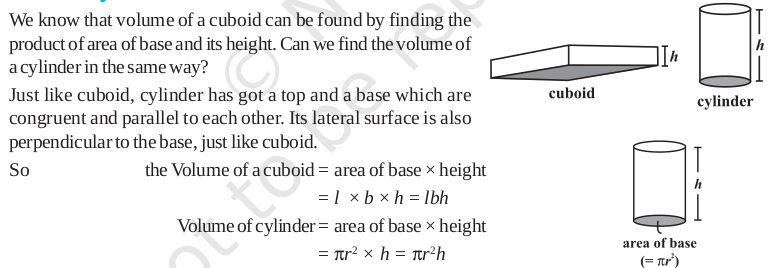 We know that volume of a cuboid can be found by finding the
product of area of base and its height. Can we find the volume of
a cylinder in the same way?
Just like cuboid, cylinder has got a top and a base which are
congruent and parallel to each other. Its lateral surface is also
perpendicular to the base, just like cuboid.
So the Volume of a cuboid = area of base × height
= l × b × h = lbh
Volume of cylinder = area of base × height
= πr² × h = πr²h
h
cuboid
h
cylinder
h
area of base
(= πr²)